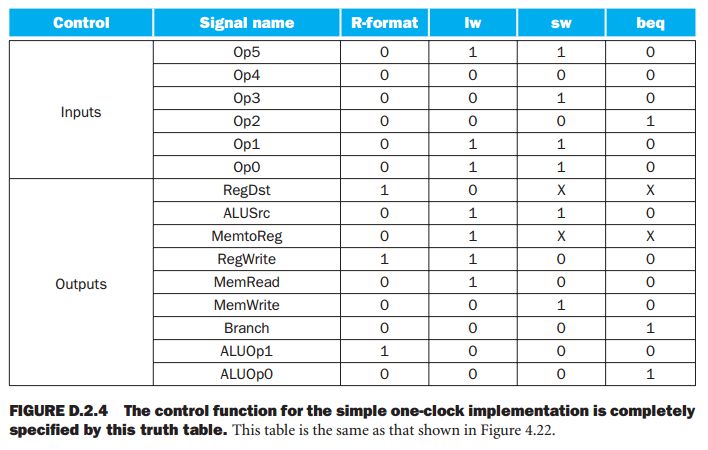 Control Signal name R-format lw sw beq
Inputs
Op5 0 1 1 0
Op4 0 0 0 0
Op3 0 0 1 0
Op2 0 0 0 1
Op1 0 1 1 0
Op0 0 1 1 0
Outputs
RegDst 1 0 X X
ALUSrc 0 1 1 0
MemtoReg 0 1 X X
RegWrite 1 1 0 0
MemRead 0 1 0 0
MemWrite 0 0 1 0
Branch 0 0 0 1
ALUOp1 1 0 0 0
ALUOp0 0 0 0 1
FIGURE D.2.4 The control function for the simple one-clock implementation is completely
specified by this truth table. This table is the same as that shown in Figure 4.22.